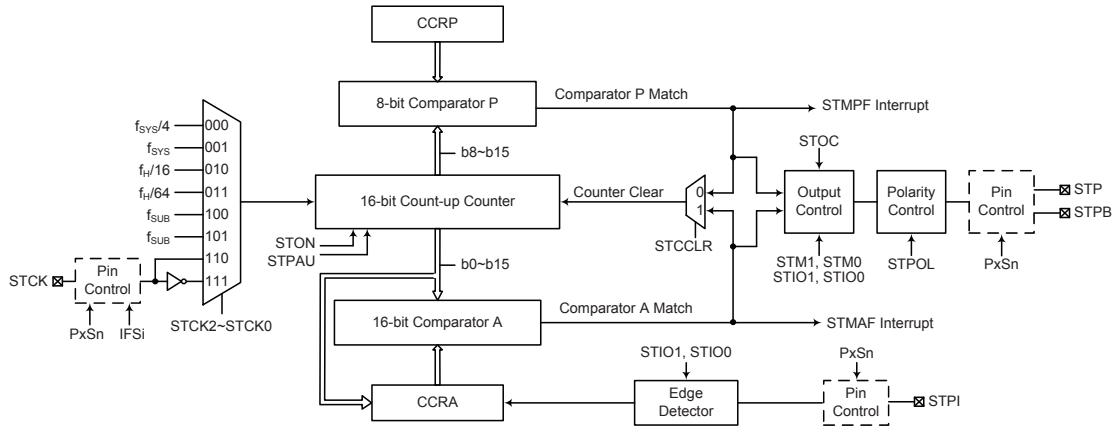 CCRP
8-bit Comparator P
Comparator P Match
STMPF Interrupt
b8~b15
fSYS/4
000
fSYS
001
fH/16
010
fH/64
011
fSUB
100
fSUB
101
110
111
16-bit Count-up Counter
Counter Clear
0
1
STCCLR
STOC
Output
Control
STM1, STM0
STIO1, STIO0
Polarity
Control
STPOL
Pin
Control
PxSn
STP
STPB
STON
STPAU
b0~b15
STCK
Pin
Control
PxSn
IFSi
STCK2~STCK0
16-bit Comparator A
Comparator A Match
STMAF Interrupt
CCRA
STIO1, STIO0
Edge
Detector
PxSn
Pin
Control
STPI